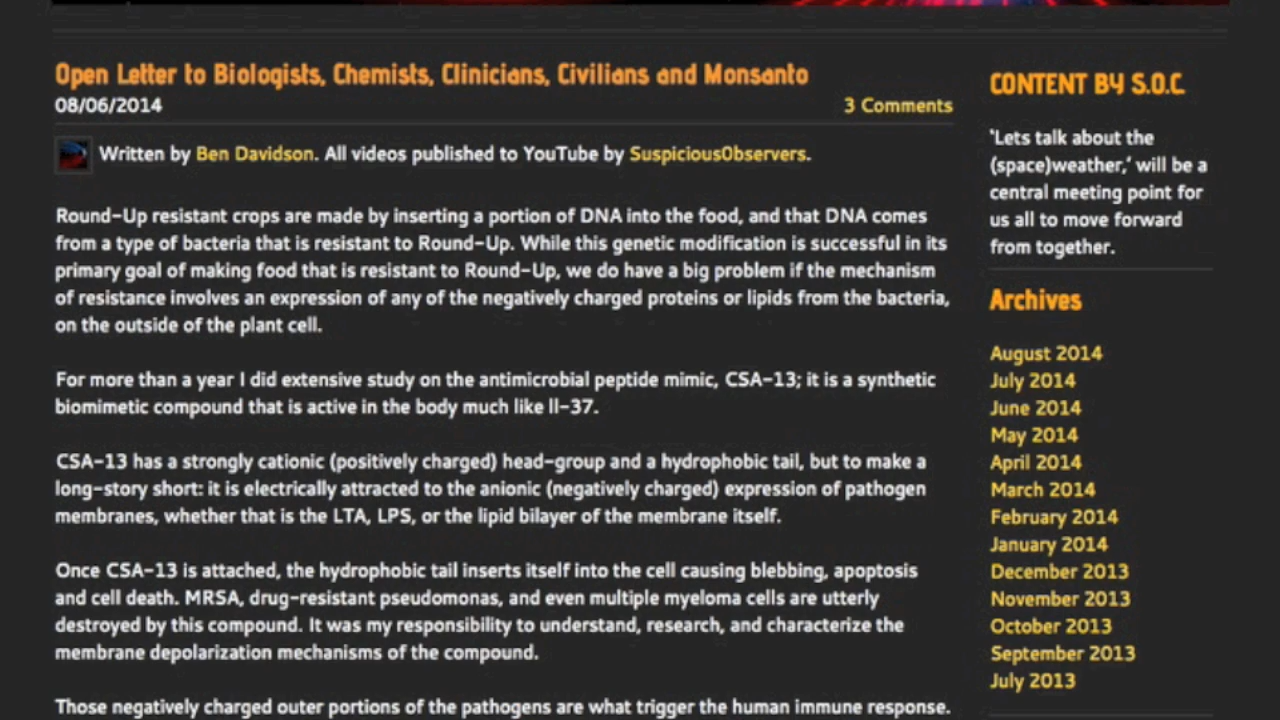 Open Letter to Biologists, Chemists, Clinicians, Civilians and Monsanto
08/06/2014
3 Comments
Written by Ben Davidson. All videos published to YouTube by Suspicious0bservers.
Round-Up resistant crops are made by inserting a portion of DNA into the food, and that DNA comes
from a type of bacteria that is resistant to Round-Up. While this genetic modification is successful in its
primary goal of making food that is resistant to Round-Up, we do have a big problem if the mechanism
of resistance involves an expression of any of the negatively charged proteins or lipids from the bacteria,
on the outside of the plant cell.
For more than a year I did extensive study on the antimicrobial peptide mimic, CSA-13; it is a synthetic
biomimetic compound that is active in the body much like ll-37.
CSA-13 has a strongly cationic (positively charged) head-group and a hydrophobic tail, but to make a
long-story short: it is electrically attracted to the anionic (negatively charged) expression of pathogen
membranes, whether that is the LTA, LPS, or the lipid bilayer of the membrane itself.
Once CSA-13 is attached, the hydrophobic tail inserts itself into the cell causing blebbing, apoptosis
and cell death. MRSA, drug-resistant pseudomonas, and even multiple myeloma cells are utterly
destroyed by this compound. It was my responsibility to understand, research, and characterize the
membrane depolarization mechanisms of the compound.
Those negatively charged outer portions of the pathogens are what trigger the human immune response.
CONTENT BY S.O.C.
'Lets talk about the
(space)weather,' will be a
central meeting point for
us all to move forward
from together.
Archives
August 2014
July 2014
June 2014
May 2014
April 2014
March 2014
February 2014
January 2014
December 2013
November 2013
October 2013
September 2013
July 2013